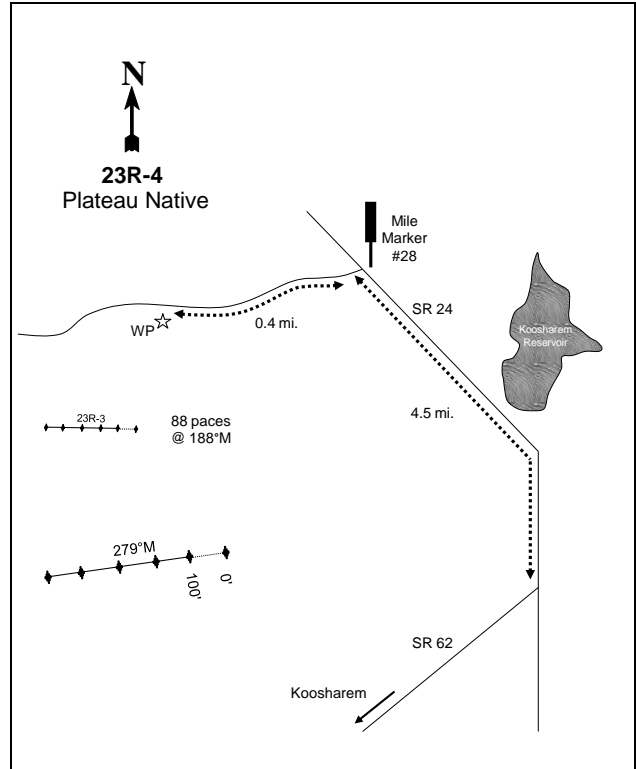 N
23R-4
Plateau Native
Mile
Marker
#28
SR 24
Koosharem
Reservoir
WP
0.4 mi.
4.5 mi.
23R-3
88 paces
@ 188°M
279°M
100'
0'
SR 62
Koosharem